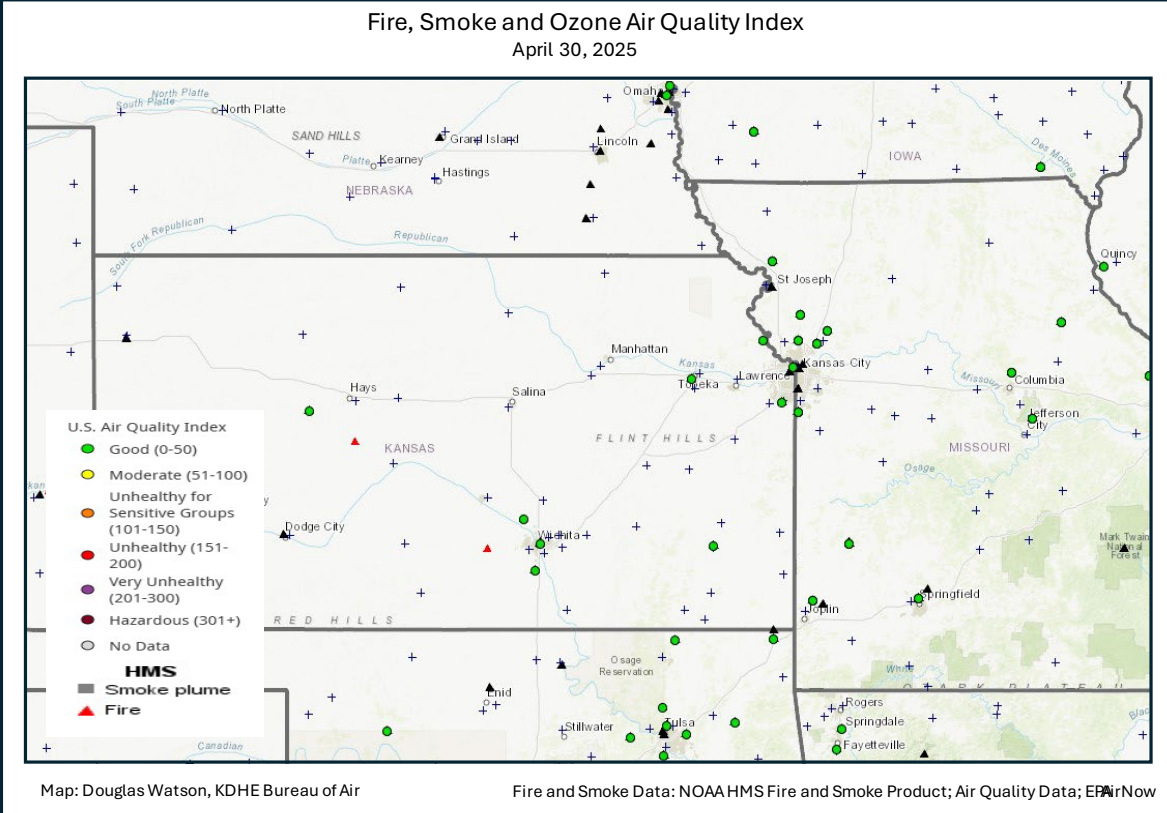 Fire, Smoke and Ozone Air Quality Index
April 30, 2025
Omaha
North Platte
South Platte
North Platte
SAND HILLS
Grand Island
Lincoln
IOWA
Des Moines
Platte
Kearney
Hastings
NEBRASKA
South Fork Republican
Republican
Quincy
St Joseph
Manhattan
Kansas
Kansas City
Lawrence
Topeka
Missouri
Columbia
Hays
Salina
Jefferson
City
FLINT HILLS
KANSAS
MISSOURI
Osage
U.S. Air Quality Index
Good (0-50)
Moderate (51-100)
Unhealthy for
Sensitive Groups
(101-150)
Unhealthy (151-
200)
Very Unhealthy
(201-300)
Hazardous (301+)
No Data
HMS
Smoke plume
Fire
Dodge City
Wichita
Mark Twain
National
Forest
Springfield
Joplin
RED HILLS
Osage
Reservation
White
OZARK PLATEAU
Enid
Rogers
Stillwater
Tulsa
Springdale
Fayetteville
Canadian
Map: Douglas Watson, KDHE Bureau of Air
Fire and Smoke Data: NOAA HMS Fire and Smoke Product; Air Quality Data; EPA AirNow